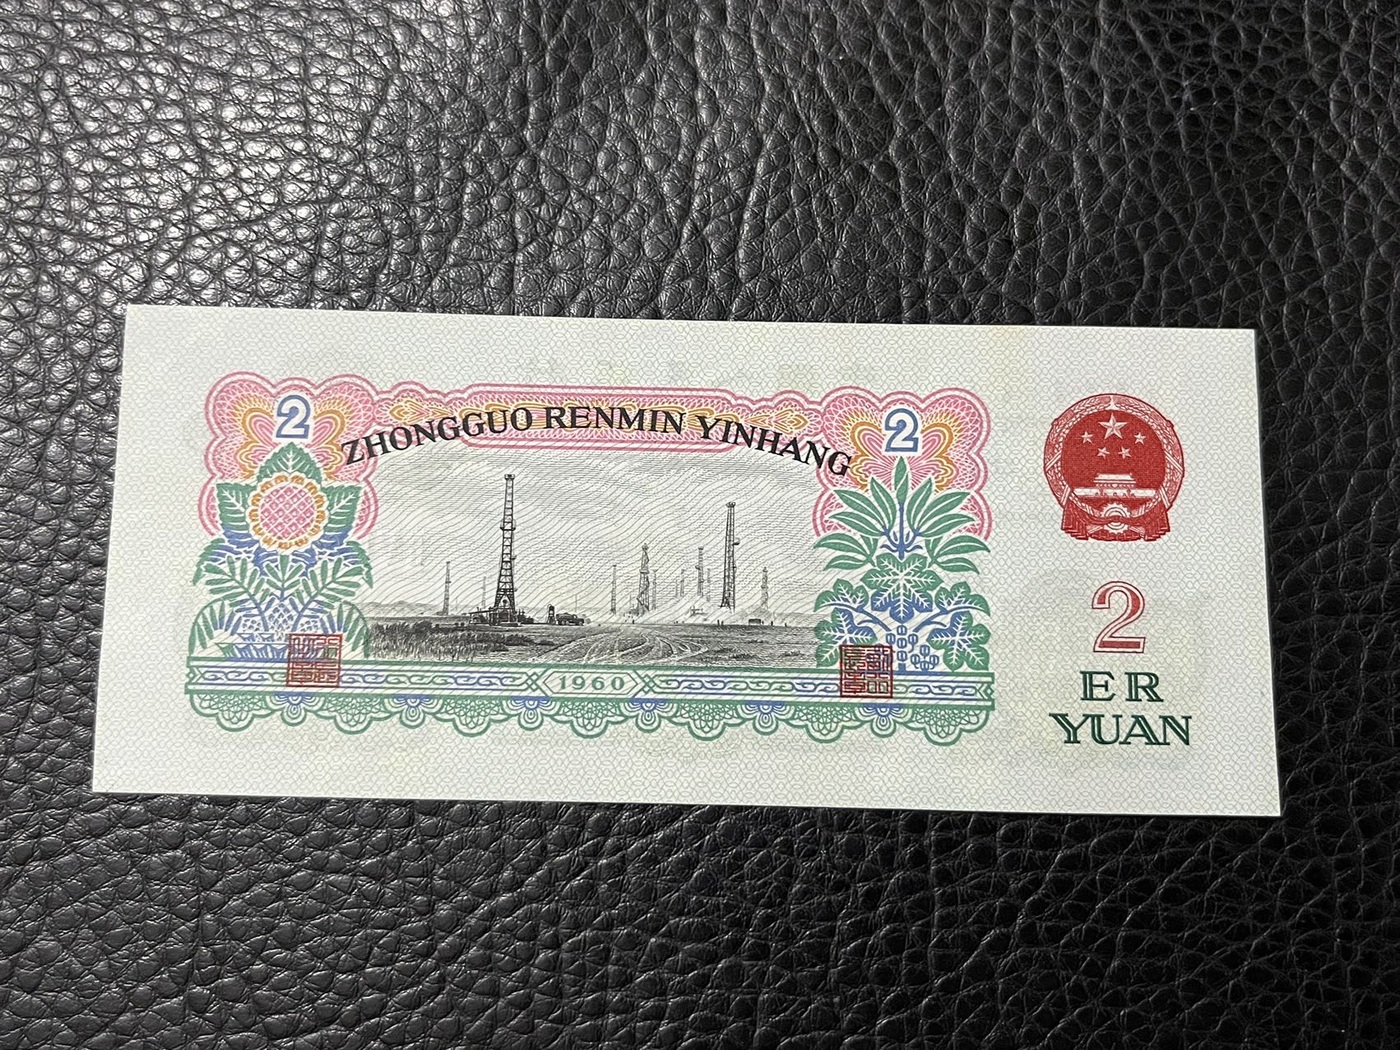 2
2
ZHONGGUO RENMIN YINHANG
1960
2
ER
YUAN